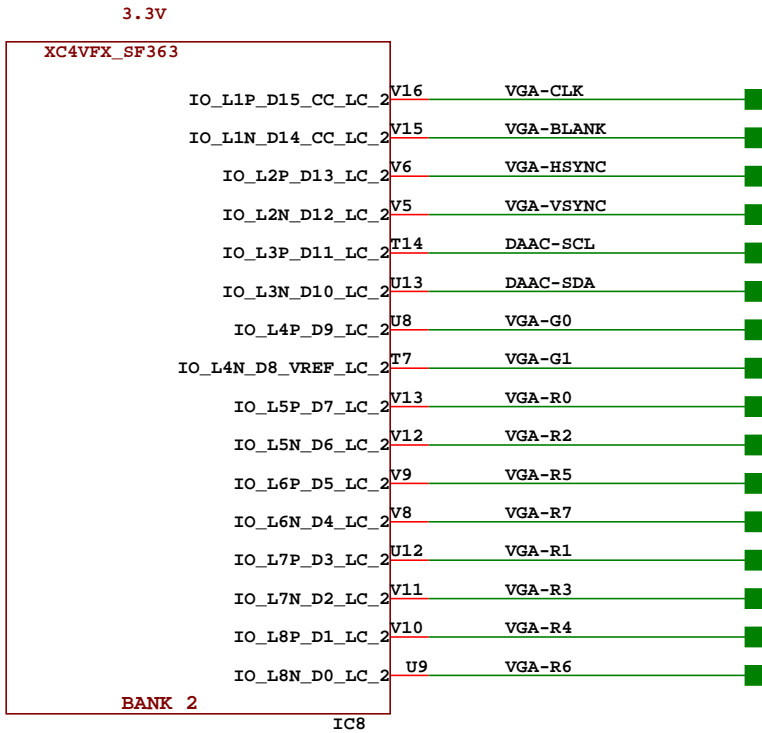 3.3V
XC4VFX_SF363
IO_L1P_D15_CC_LC_2 V16 VGA-CLK
IO_L1N_D14_CC_LC_2 V15 VGA-BLANK
IO_L2P_D13_LC_2 V6 VGA-HSYNC
IO_L2N_D12_LC_2 V5 VGA-VSYNC
IO_L3P_D11_LC_2 T14 DAAC-SCL
IO_L3N_D10_LC_2 U13 DAAC-SDA
IO_L4P_D9_LC_2 U8 VGA-G0
IO_L4N_D8_VREF_LC_2 T7 VGA-G1
IO_L5P_D7_LC_2 V13 VGA-R0
IO_L5N_D6_LC_2 V12 VGA-R2
IO_L6P_D5_LC_2 V9 VGA-R5
IO_L6N_D4_LC_2 V8 VGA-R7
IO_L7P_D3_LC_2 U12 VGA-R1
IO_L7N_D2_LC_2 V11 VGA-R3
IO_L8P_D1_LC_2 V10 VGA-R4
IO_L8N_D0_LC_2 U9 VGA-R6
BANK 2
IC8